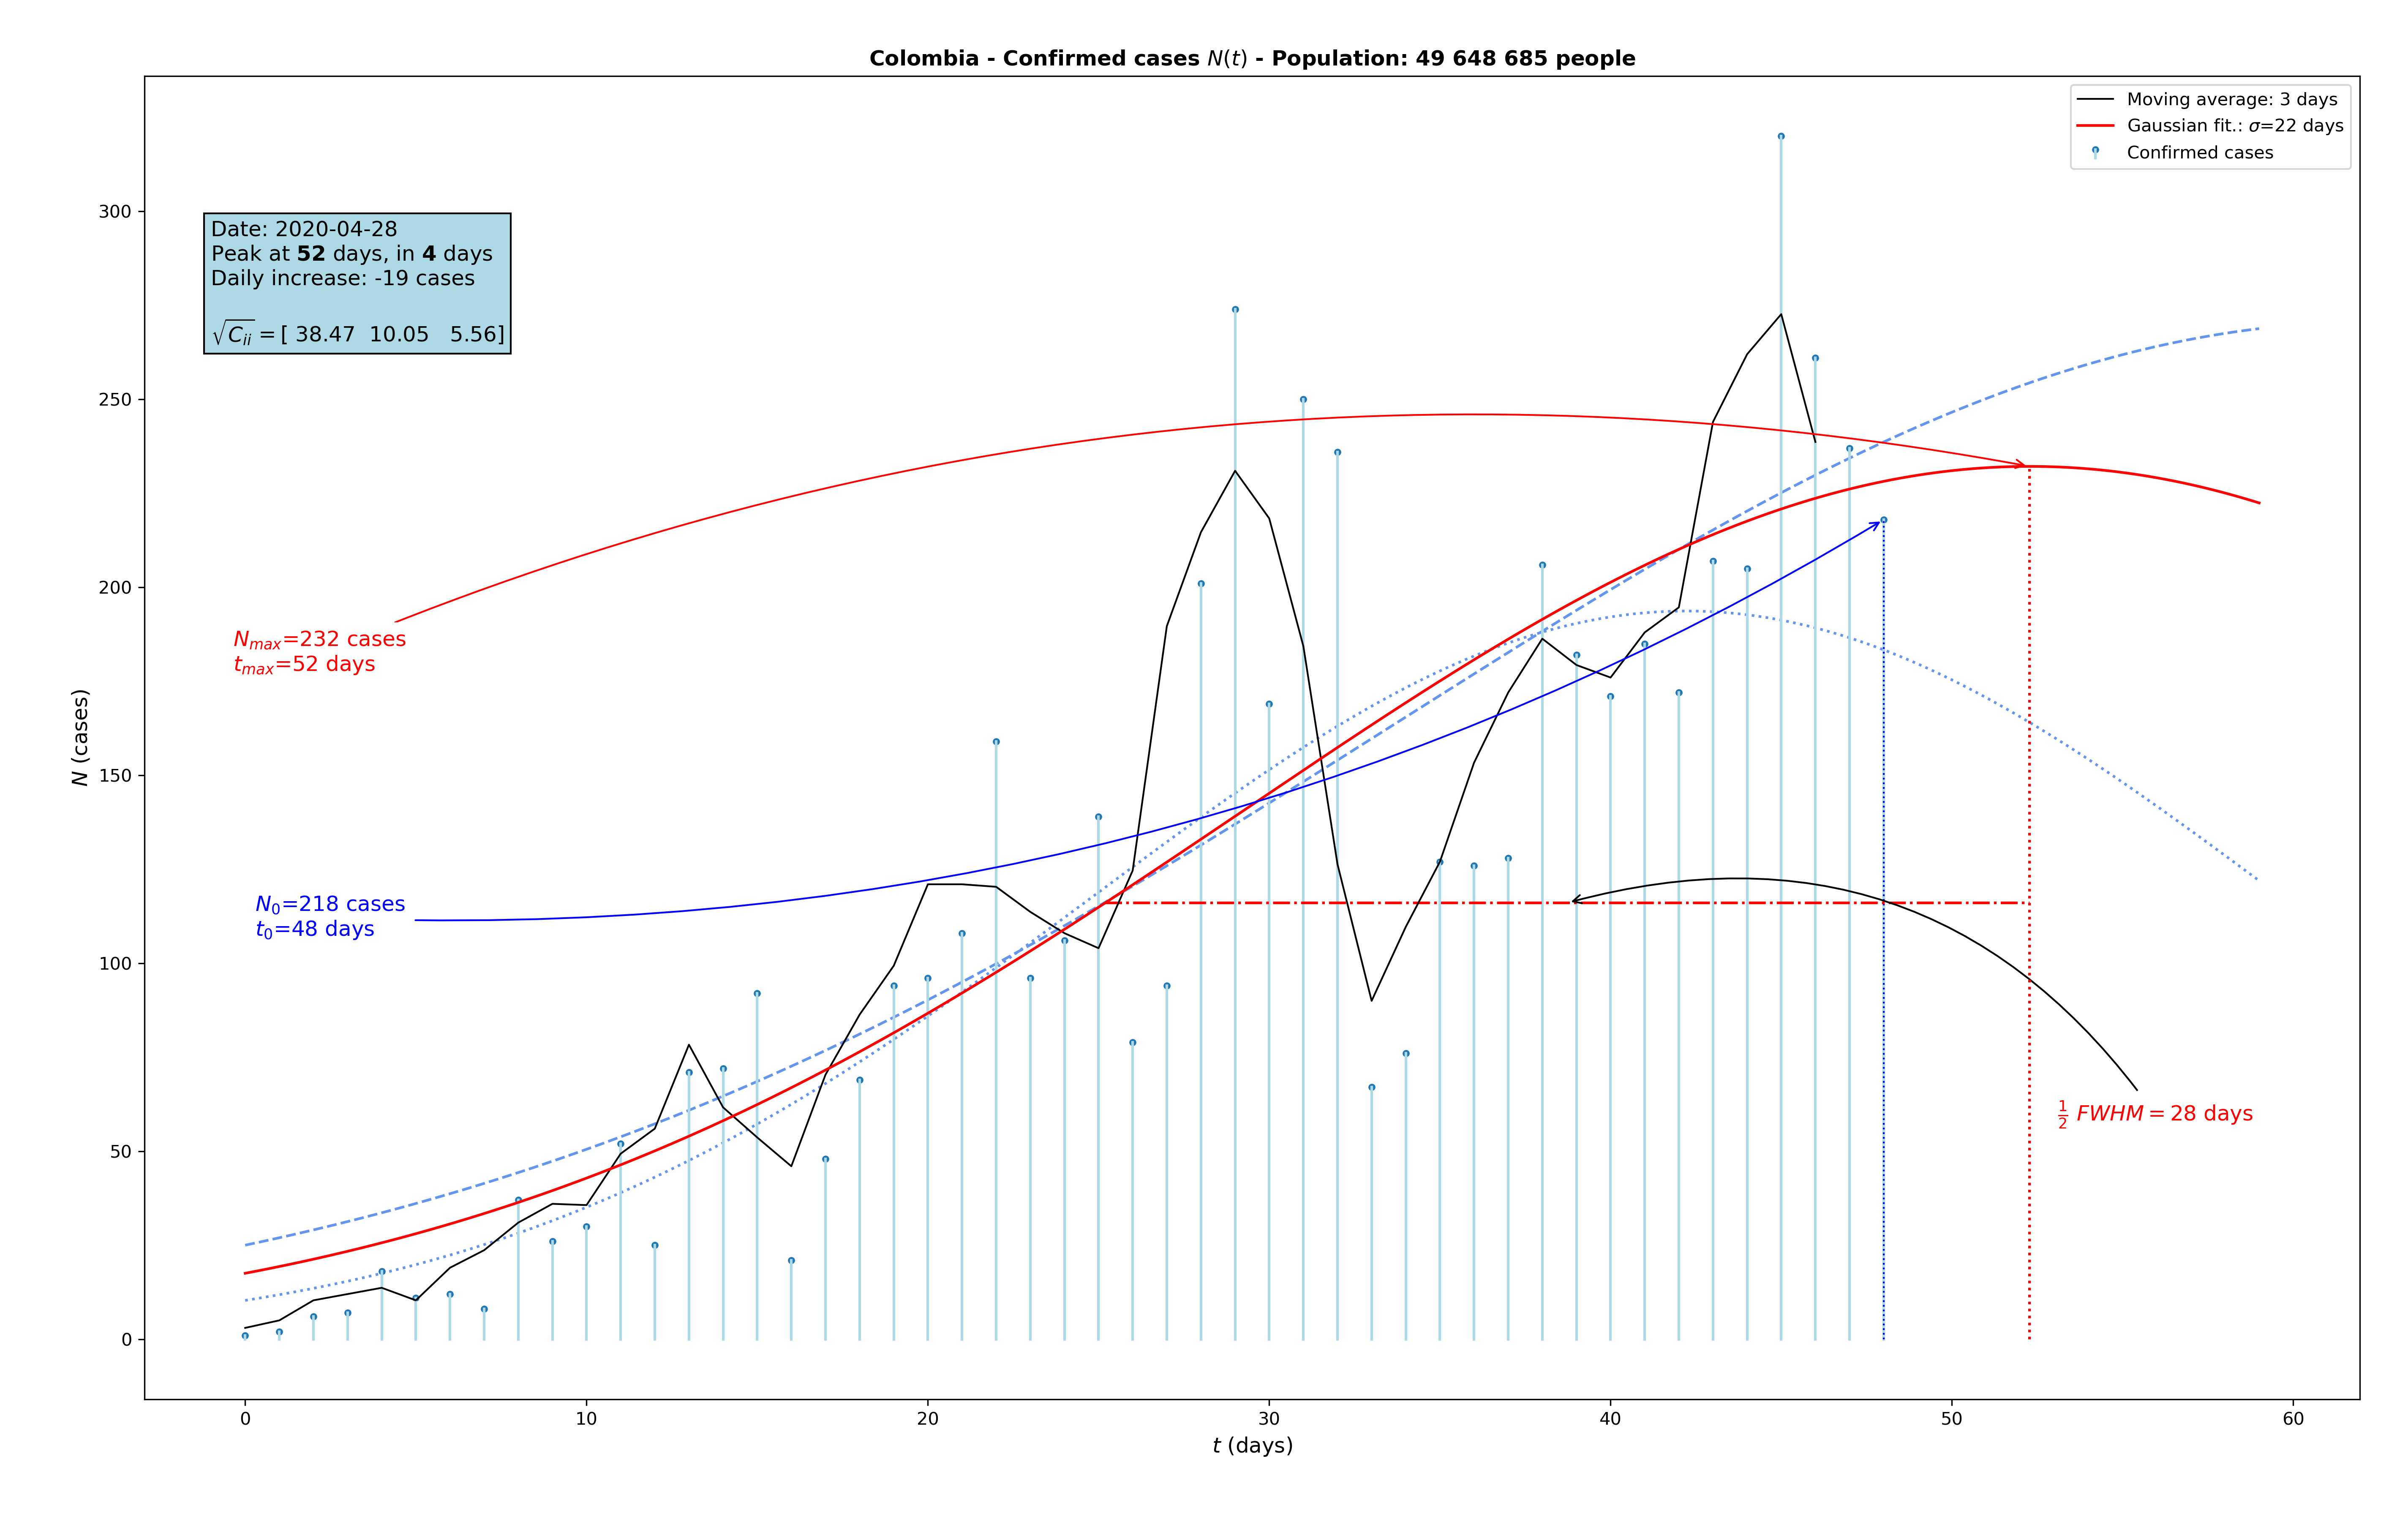 Colombia - Confirmed cases N(t) - Population: 49 648 685 people
Moving average: 3 days
Gaussian fit.: σ=22 days
Confirmed cases
Date: 2020-04-28
Peak at 52 days, in 4 days
Daily increase: -19 cases
√C_ii = [ 38.47 10.05 5.56]
N_max=232 cases
t_max=52 days
N_0=218 cases
t_0=48 days
1/2 FWHM = 28 days
N (cases)
300
250
200
150
100
50
0
0 10 20 30 40 50 60
t (days)